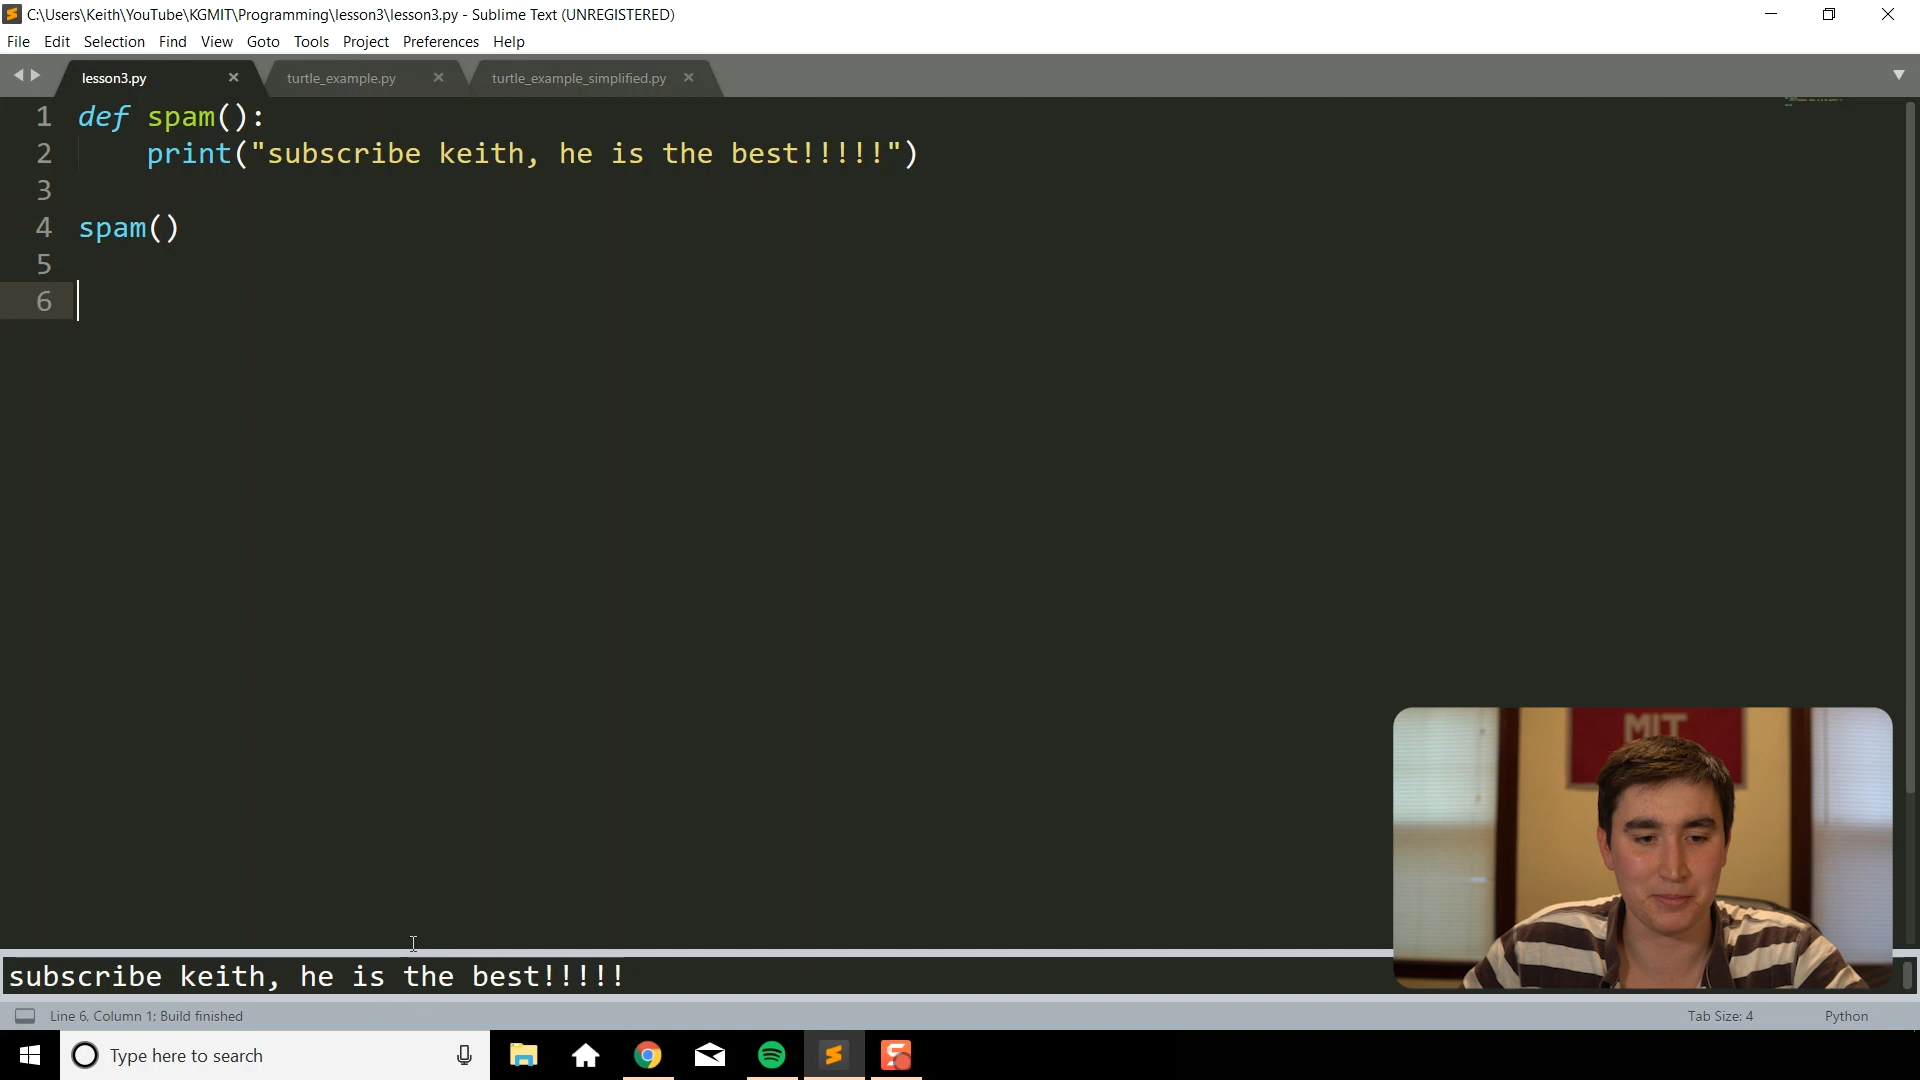 C:\Users\Keith\YouTube\KGMIT\Programming\lesson3\lesson3.py - Sublime Text (UNREGISTERED)
File Edit Selection Find View Goto Tools Project Preferences Help
lesson3.py turtle_example.py turtle_example_simplified.py
1 def spam():
2 print("subscribe keith, he is the best!!!!!")
3
4 spam()
5
6
MIT
subscribe keith, he is the best!!!!!
Line 6, Column 1; Build finished Tab Size: 4 Python
Type here to search